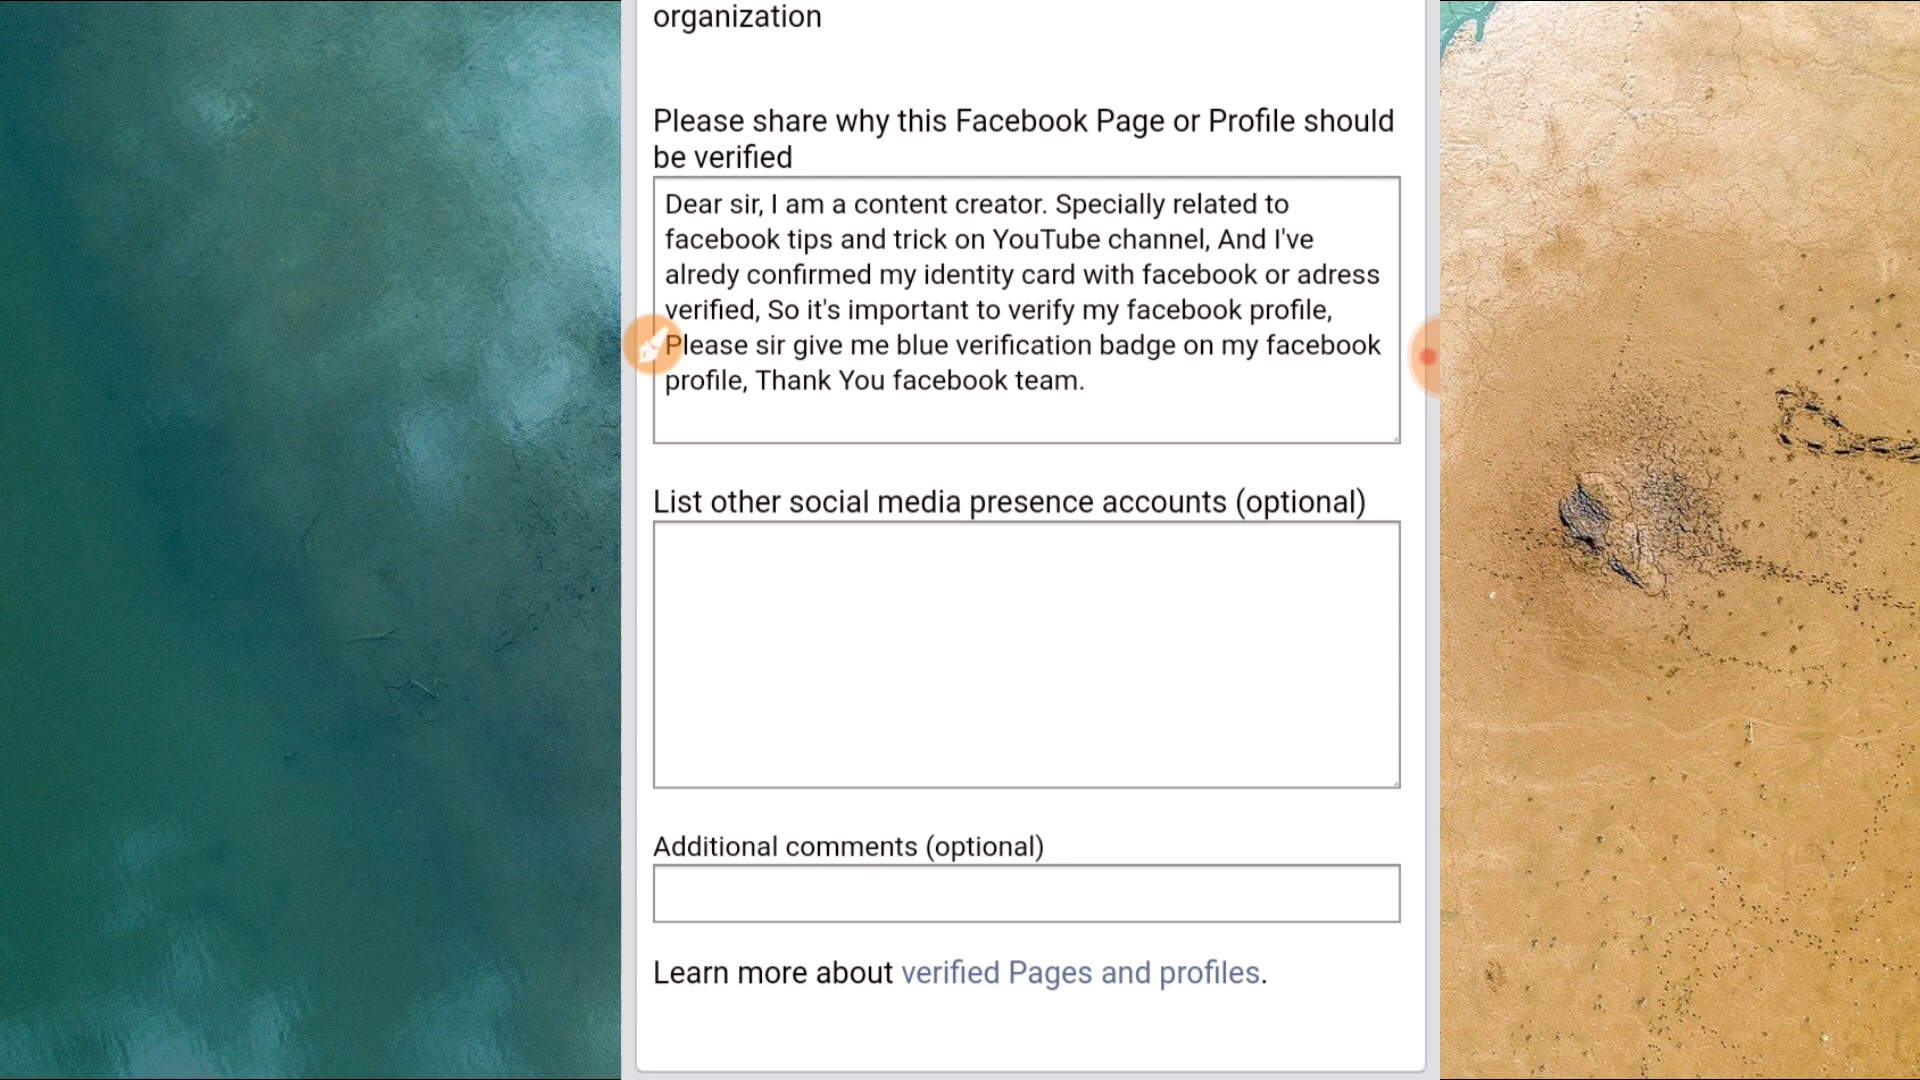 organization
Please share why this Facebook Page or Profile should
be verified
Dear sir, I am a content creator. Specially related to
facebook tips and trick on YouTube channel, And I've
alredy confirmed my identity card with facebook or adress
verified, So it's important to verify my facebook profile,
Please sir give me blue verification badge on my facebook
profile, Thank You facebook team.
List other social media presence accounts (optional)
Additional comments (optional)
Learn more about verified Pages and profiles.